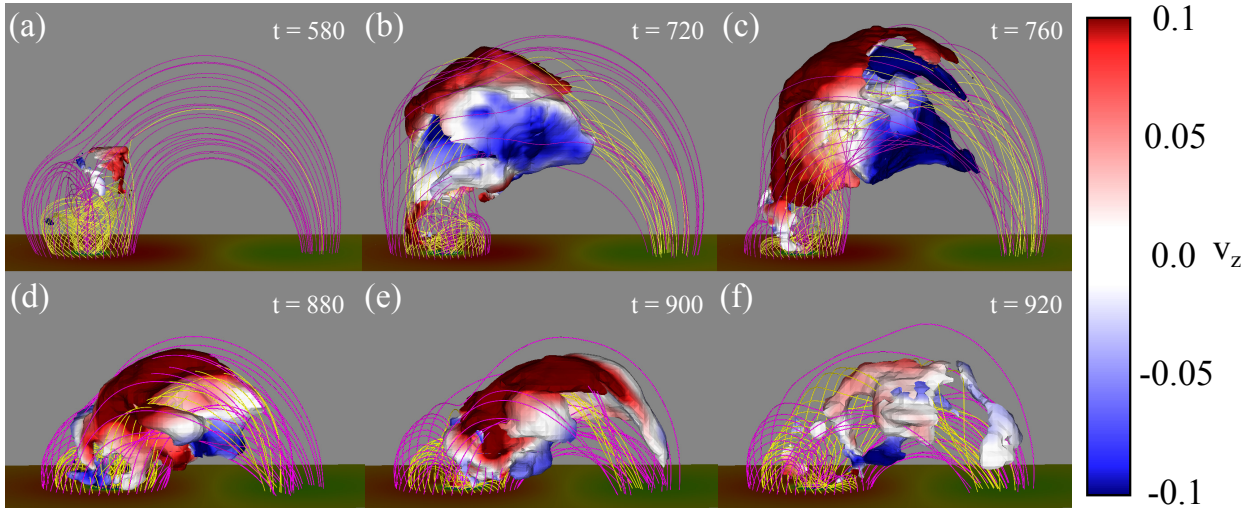 (a) t = 580
(b) t = 720
(c) t = 760
(d) t = 880
(e) t = 900
(f) t = 920
0.1
0.05
0.0 v_z
-0.05
-0.1